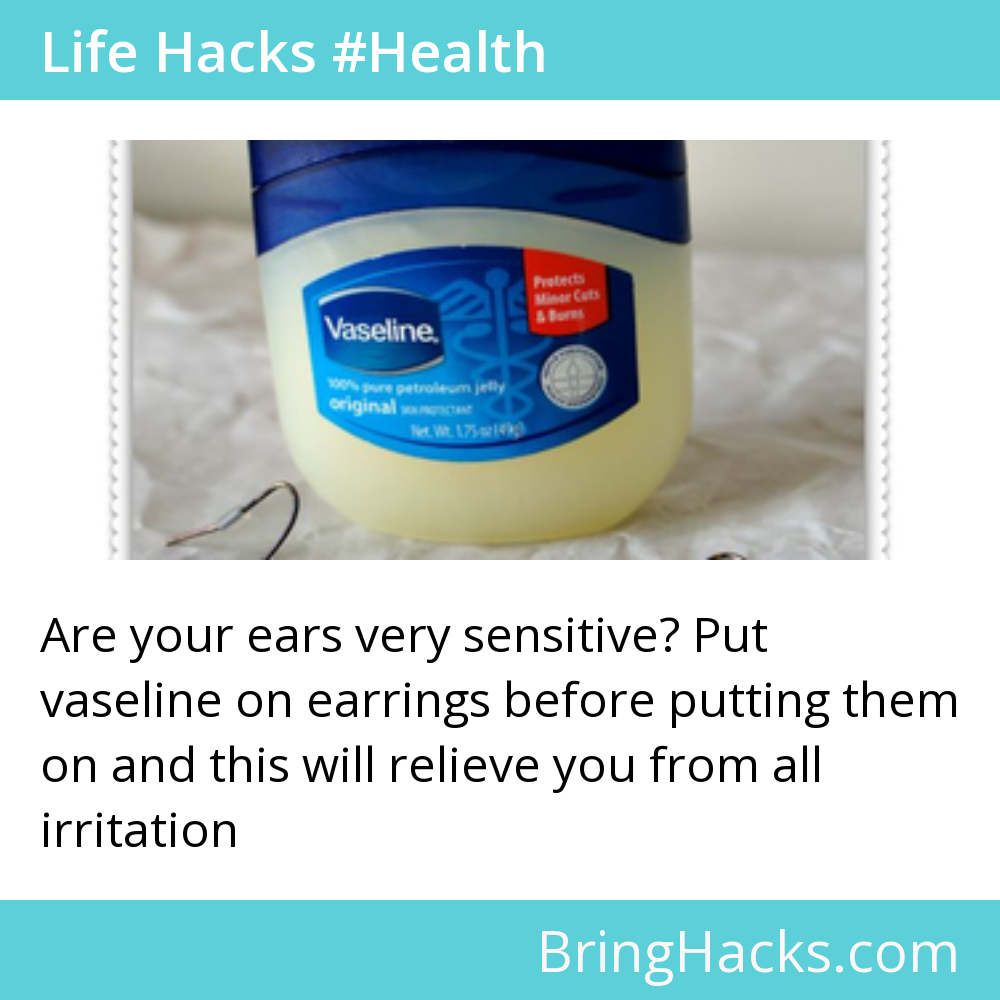 Life Hacks #Health
Protects
Minor Cuts
& Burns
Vaseline.
100% pure petroleum jelly
original SKIN PROTECTANT
Net. Wt. 1.75 oz (49g)
Are your ears very sensitive? Put
vaseline on earrings before putting them
on and this will relieve you from all
irritation
BringHacks.com